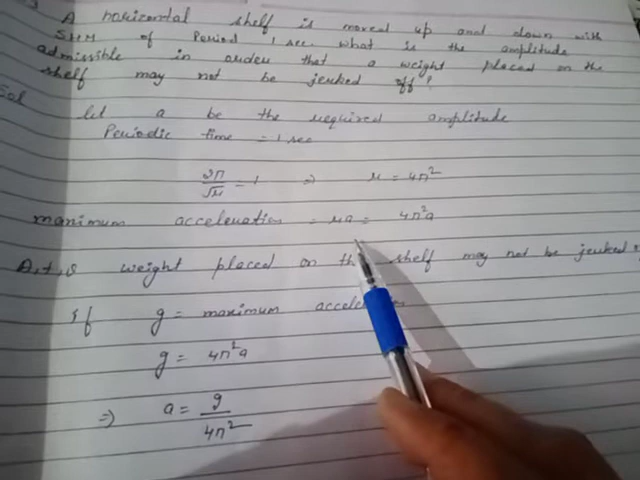 A horizontal shelf is moved up and down with
SHM of Period 1 sec. what is the amplitude
admissible in order that a weight placed on the
shelf may not be jerked off?
Sol
Let a be the required amplitude
Periodic time = 1 sec
2π/√μ = 1 ⇒ μ = 4π²
maximum acceleration = μa = 4π²a
A.t.q weight placed on the shelf may not be jerked
If g = maximum
g = 4π²a
⇒ a = g/4π²